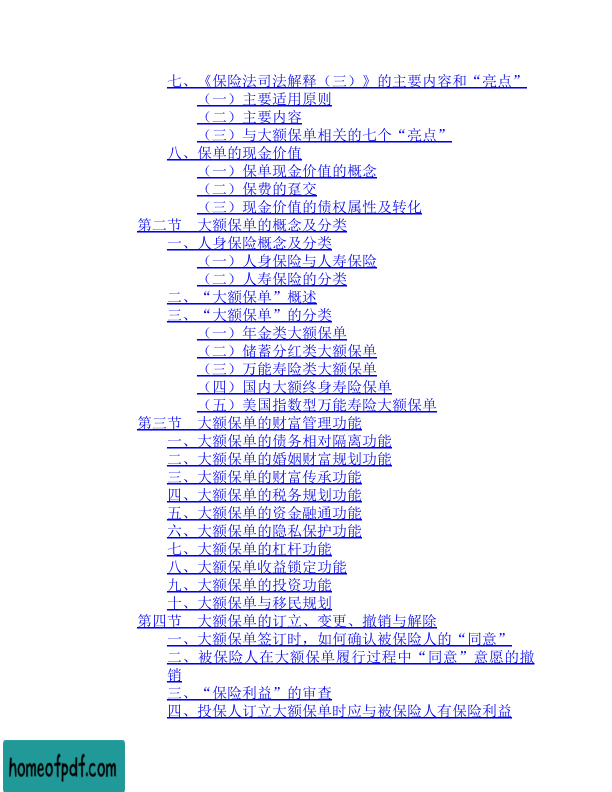 七、《保险法司法解释（三）》的主要内容和“亮点”
（一）主要适用原则
（二）主要内容
（三）与大额保单相关的七个“亮点”
八、保单的现金价值
（一）保单现金价值的概念
（二）保费的趸交
（三）现金价值的债权属性及转化
第二节　大额保单的概念及分类
一、人身保险概念及分类
（一）人身保险与人寿保险
（二）人寿保险的分类
二、“大额保单”概述
三、“大额保单”的分类
（一）年金类大额保单
（二）储蓄分红类大额保单
（三）万能寿险类大额保单
（四）国内大额终身寿险保单
（五）美国指数型万能寿险大额保单
第三节　大额保单的财富管理功能
一、大额保单的债务相对隔离功能
二、大额保单的婚姻财富规划功能
三、大额保单的财富传承功能
四、大额保单的税务规划功能
五、大额保单的资金融通功能
六、大额保单的隐私保护功能
七、大额保单的杠杆功能
八、大额保单收益锁定功能
九、大额保单的投资功能
十、大额保单与移民规划
第四节　大额保单的订立、变更、撤销与解除
一、大额保单签订时，如何确认被保险人的“同意”
二、被保险人在大额保单履行过程中“同意”意愿的撤
销
三、“保险利益”的审查
四、投保人订立大额保单时应与被保险人有保险利益
homeofpdf.com